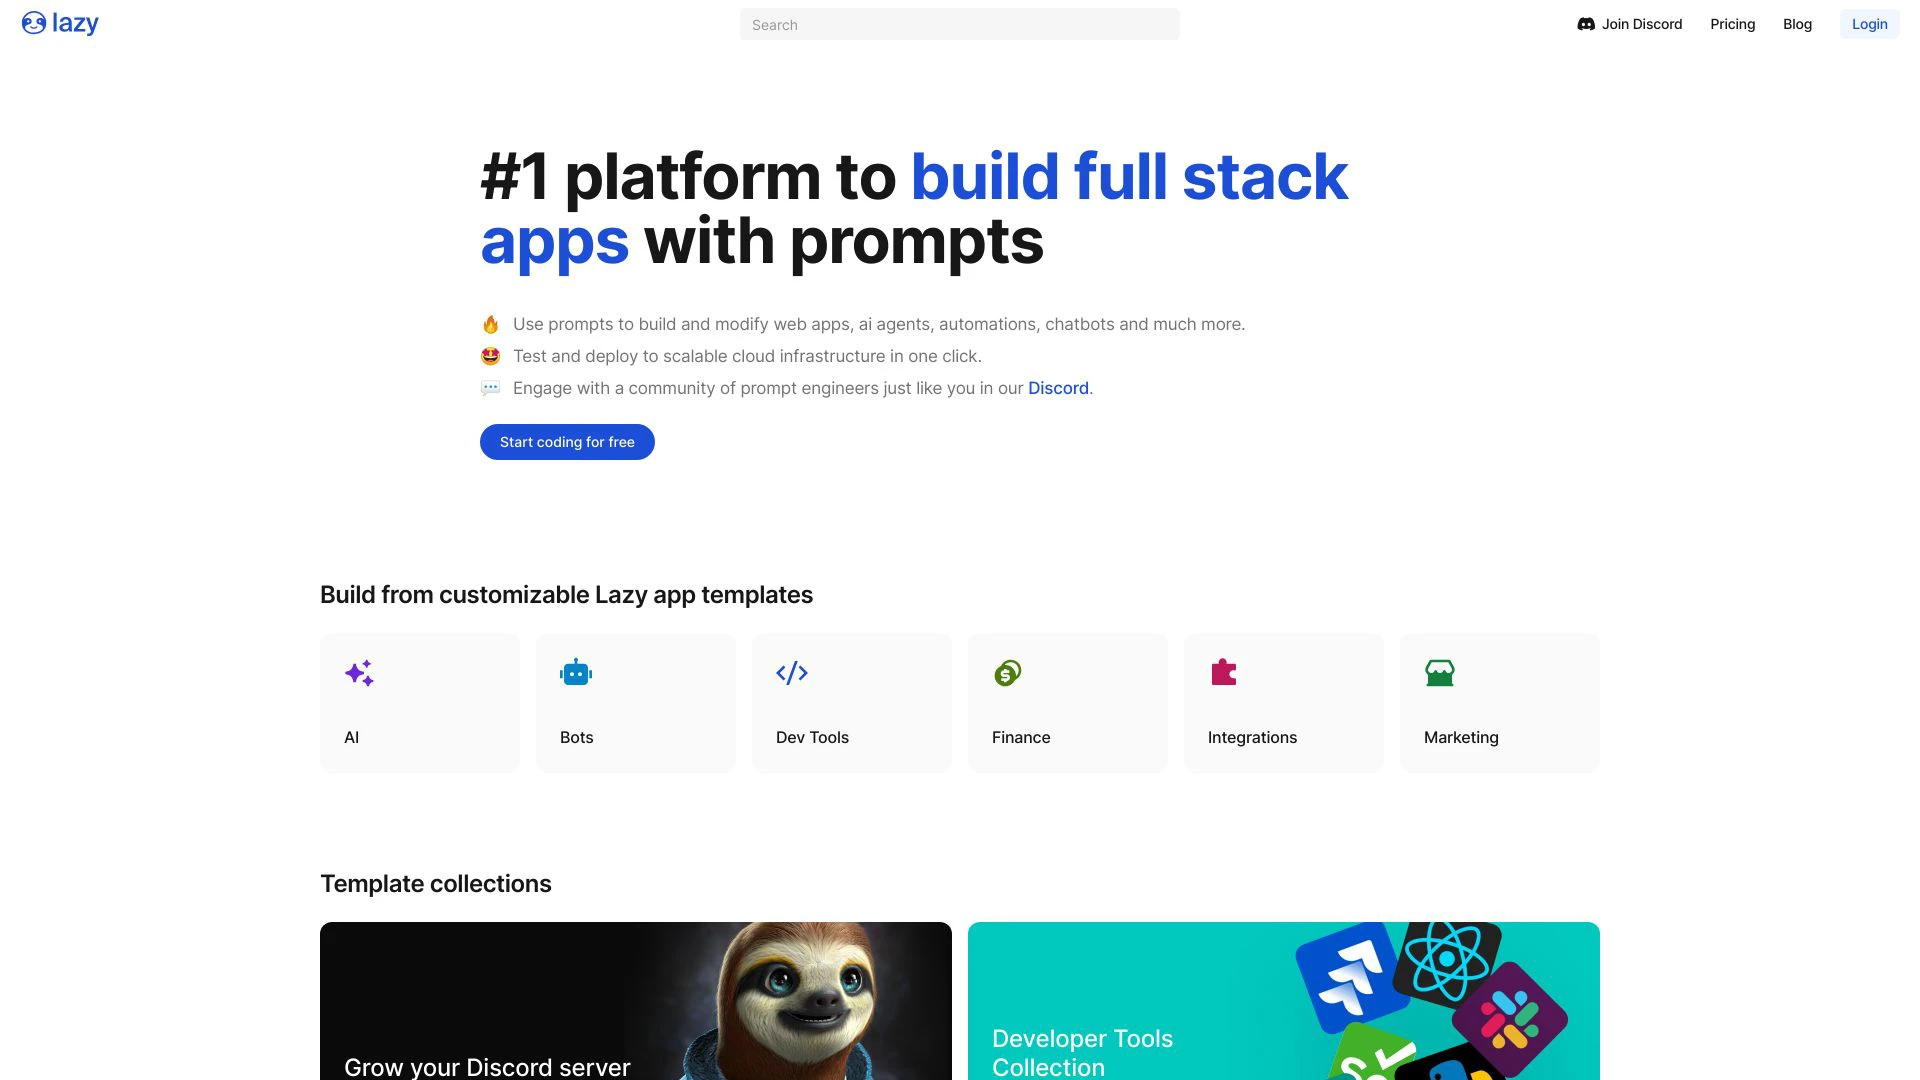 lazy
Search
Join Discord
Pricing
Blog
Login
#1 platform to build full stack
apps with prompts
🔥 Use prompts to build and modify web apps, ai agents, automations, chatbots and much more.
🤩 Test and deploy to scalable cloud infrastructure in one click.
💬 Engage with a community of prompt engineers just like you in our Discord.
Start coding for free
Build from customizable Lazy app templates
AI
Bots
Dev Tools
Finance
Integrations
Marketing
Template collections
Grow your Discord server
Developer Tools
Collection